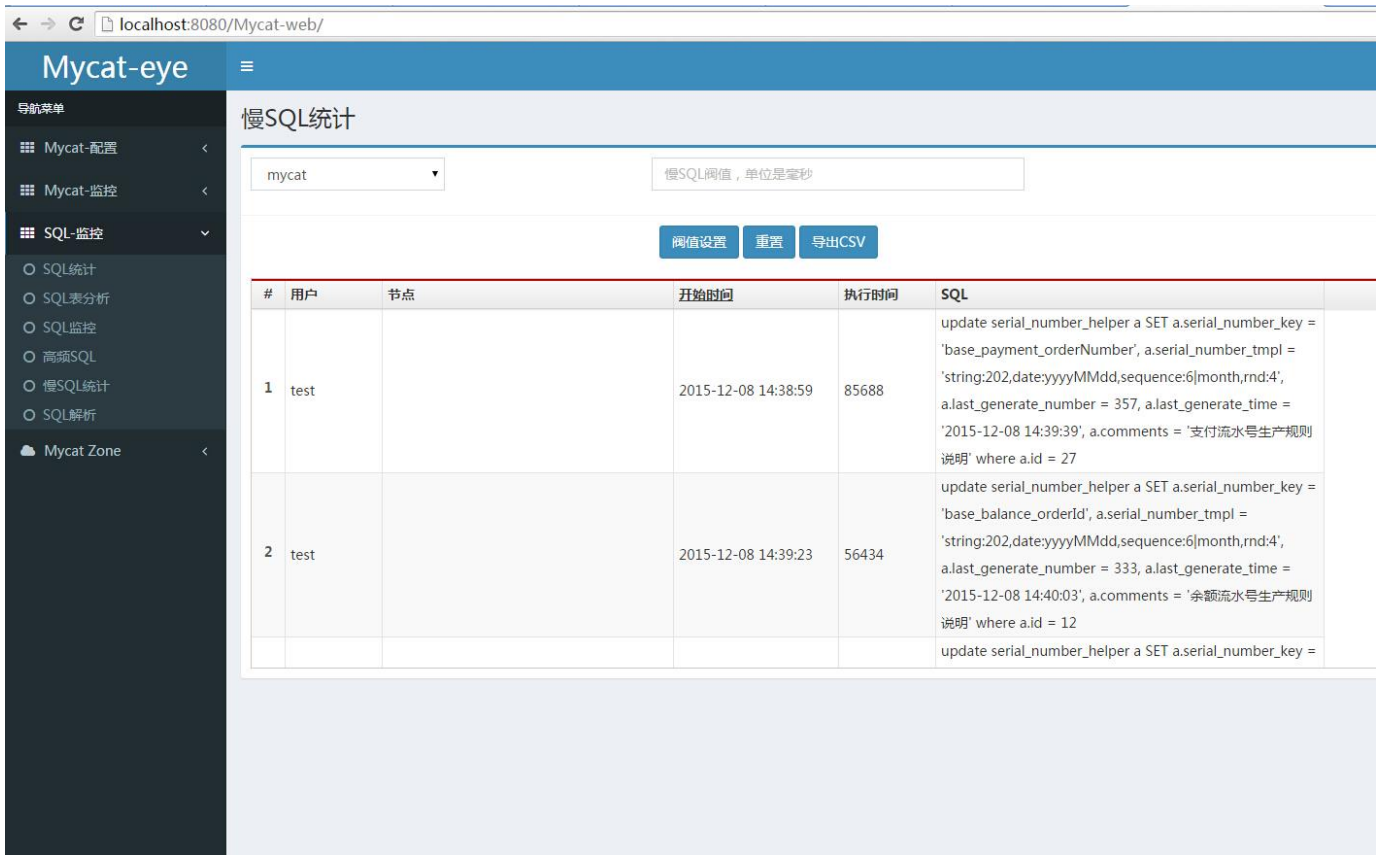 localhost:8080/Mycat-web/
Mycat-eye
导航菜单
Mycat-配置
Mycat-监控
SQL-监控
SQL统计
SQL表分析
SQL监控
高频SQL
慢SQL统计
SQL解析
Mycat Zone
慢SQL统计
mycat
慢SQL阀值，单位是毫秒
阀值设置 重置 导出CSV
# 用户 节点 开始时间 执行时间 SQL
1 test 2015-12-08 14:38:59 85688
update serial_number_helper a SET a.serial_number_key =
'base_payment_orderNumber', a.serial_number_tmpl =
'string:202,date:yyyyMMdd,sequence:6|month,rnd:4',
a.last_generate_number = 357, a.last_generate_time =
'2015-12-08 14:39:39', a.comments = '支付流水号生产规则
说明' where a.id = 27
2 test 2015-12-08 14:39:23 56434
update serial_number_helper a SET a.serial_number_key =
'base_balance_orderId', a.serial_number_tmpl =
'string:202,date:yyyyMMdd,sequence:6|month,rnd:4',
a.last_generate_number = 333, a.last_generate_time =
'2015-12-08 14:40:03', a.comments = '余额流水号生产规则
说明' where a.id = 12
update serial_number_helper a SET a.serial_number_key =